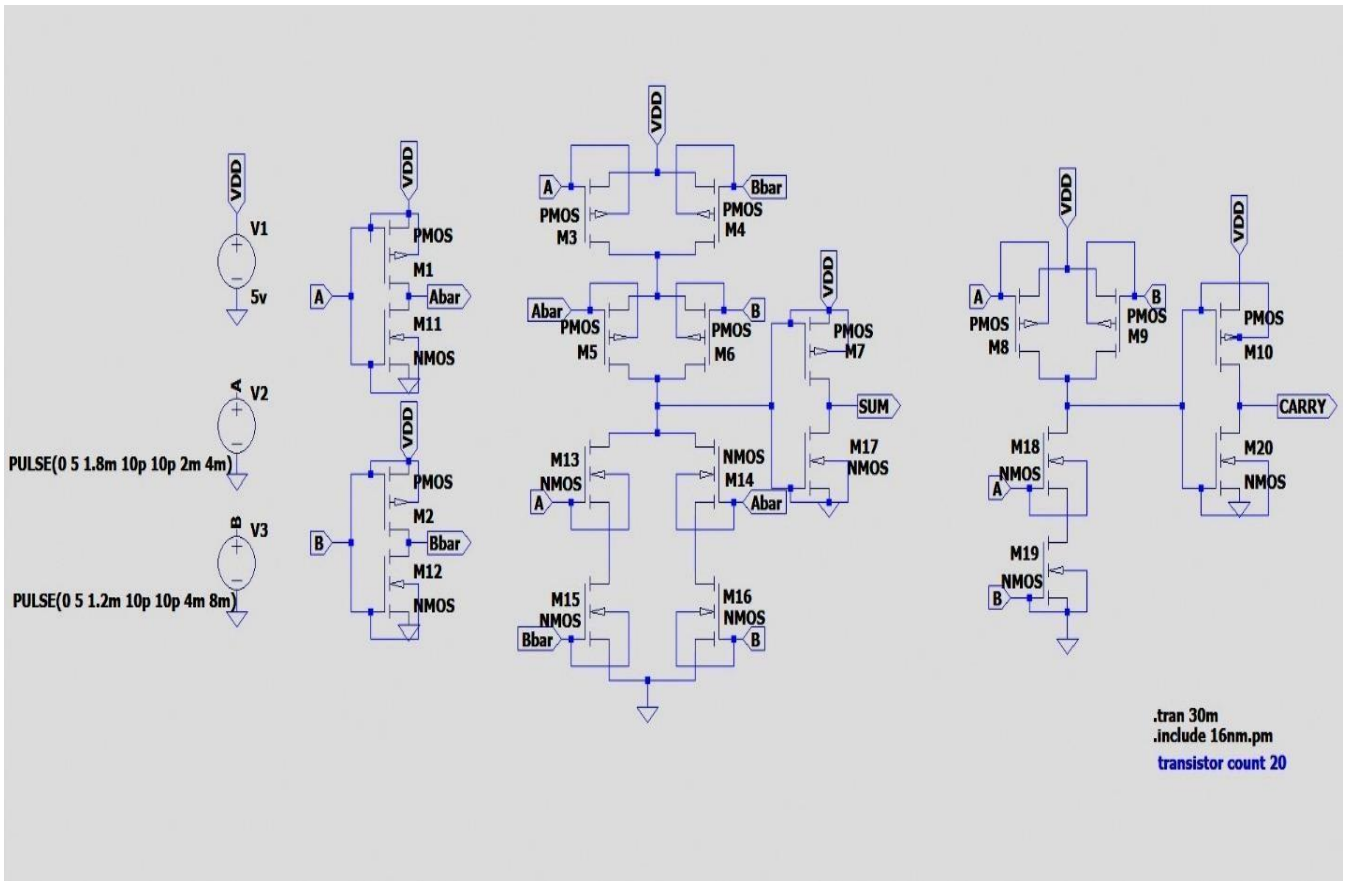 VDD
V1
5v
A
V2
PULSE(0 5 1.8m 10p 10p 2m 4m)
B
V3
PULSE(0 5 1.2m 10p 10p 4m 8m)
VDD
PMOS
M1
A
Abar
M11
NMOS
VDD
PMOS
M2
B
Bbar
M12
NMOS
VDD
A
Bbar
PMOS
M3
PMOS
M4
Abar
B
PMOS
M5
PMOS
M6
VDD
PMOS
M7
SUM
M17
NMOS
M13
NMOS
A
NMOS
M14
Abar
M15
NMOS
Bbar
M16
NMOS
B
VDD
A
B
PMOS
M8
PMOS
M9
VDD
PMOS
M10
CARRY
M18
NMOS
A
M20
NMOS
M19
NMOS
B
.tran 30m
.include 16nm.pm
transistor count 20